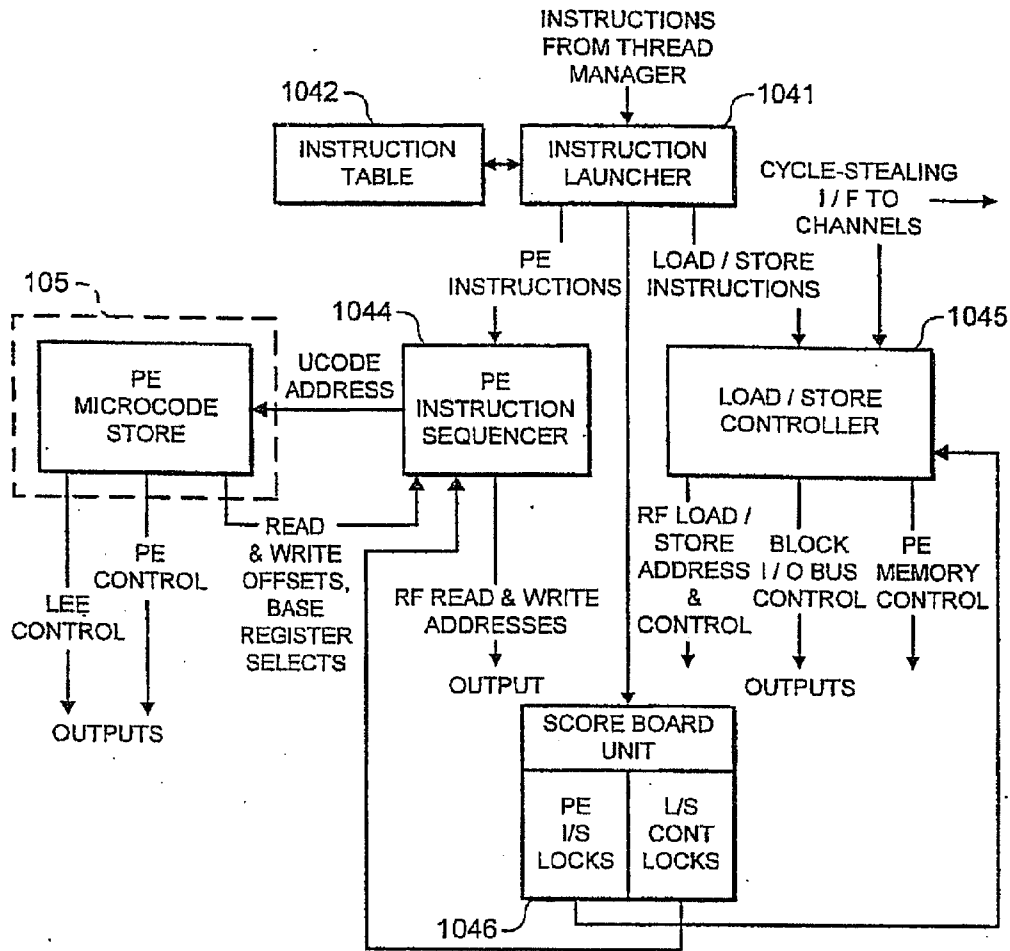 INSTRUCTIONS
FROM THREAD
MANAGER
1042
1041
INSTRUCTION
TABLE
INSTRUCTION
LAUNCHER
CYCLE-STEALING
I / F TO
CHANNELS
PE
INSTRUCTIONS
LOAD / STORE
INSTRUCTIONS
105
1044
1045
PE
MICROCODE
STORE
UCODE
ADDRESS
PE
INSTRUCTION
SEQUENCER
LOAD / STORE
CONTROLLER
LEE
CONTROL
PE
CONTROL
READ
& WRITE
OFFSETS,
BASE
REGISTER
SELECTS
RF READ & WRITE
ADDRESSES
RF LOAD /
STORE
ADDRESS
&
CONTROL
BLOCK
I / O BUS
CONTROL
PE
MEMORY
CONTROL
OUTPUTS
OUTPUT
OUTPUTS
SCORE BOARD
UNIT
PE
I/S
LOCKS
L/S
CONT
LOCKS
1046